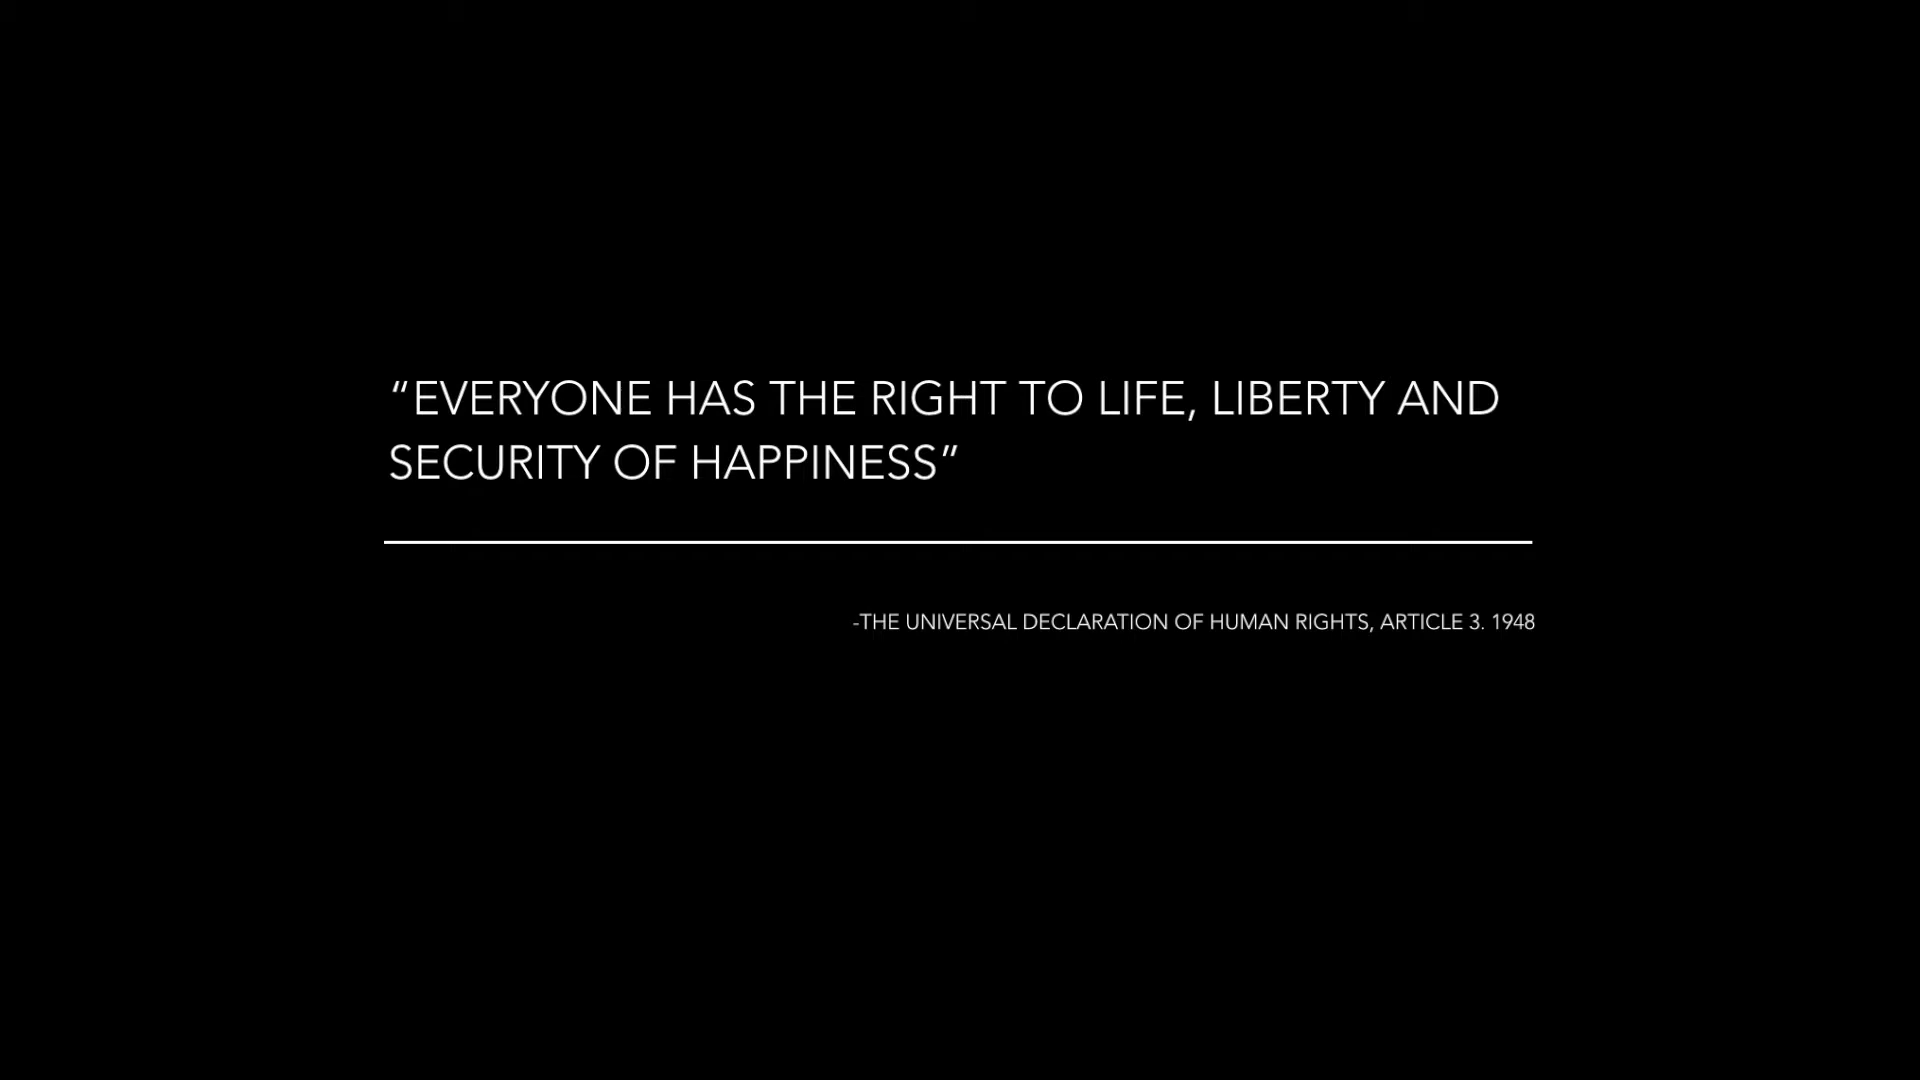 “EVERYONE HAS THE RIGHT TO LIFE, LIBERTY AND
SECURITY OF HAPPINESS”
-THE UNIVERSAL DECLARATION OF HUMAN RIGHTS, ARTICLE 3. 1948